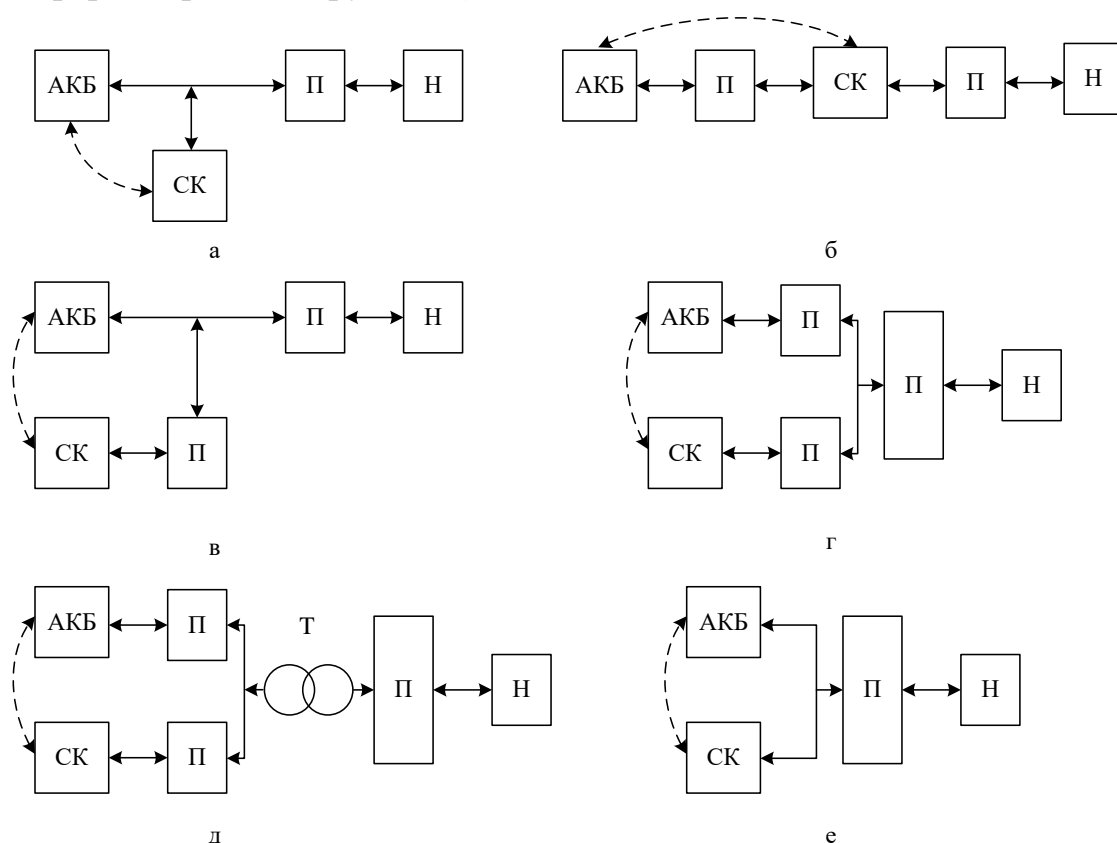 АКБ П Н
СК
а
АКБ П СК П Н
б
АКБ П Н
СК П
в
АКБ П
П Н
СК П
г
АКБ П
Т
П Н
СК П
д
АКБ
П Н
СК
е